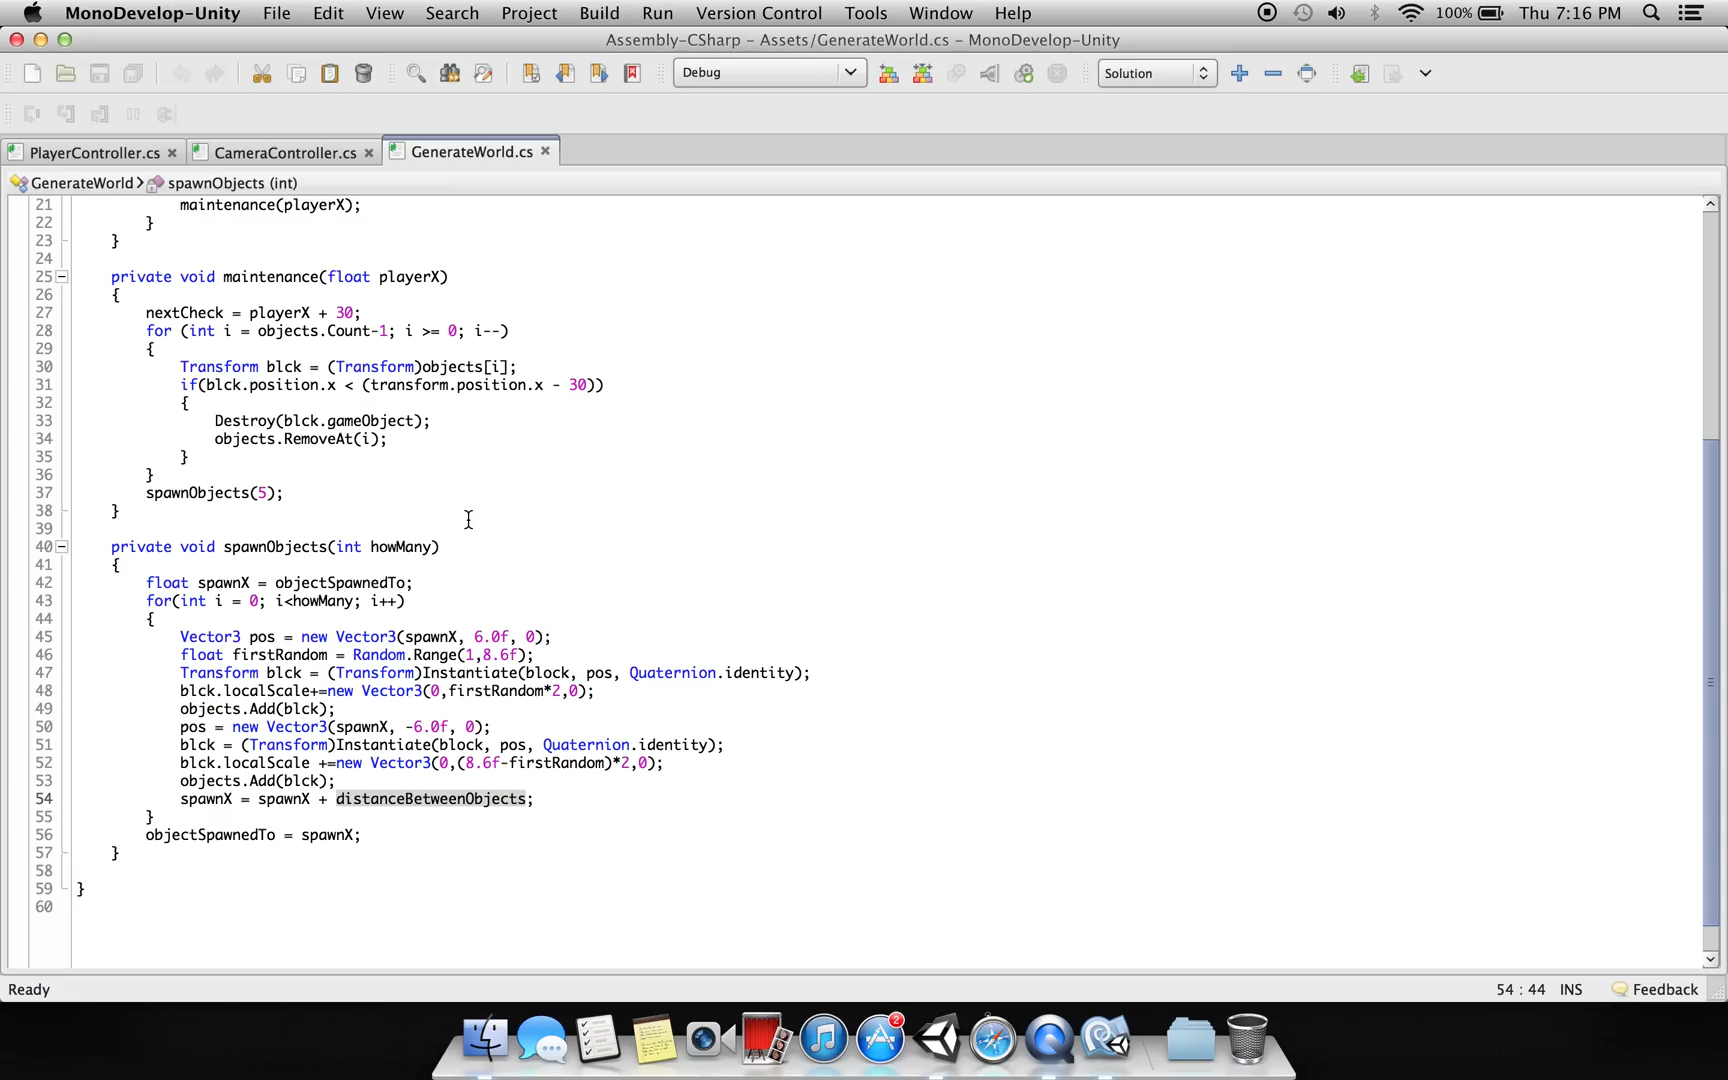 MonoDevelop-Unity File Edit View Search Project Build Run Version Control Tools Window Help 100% Thu 7:16 PM
Assembly-CSharp – Assets/GenerateWorld.cs – MonoDevelop-Unity
Debug Solution
PlayerController.cs CameraController.cs GenerateWorld.cs
GenerateWorld spawnObjects (int)
21 maintenance(playerX);
22 }
23 }
24
25 private void maintenance(float playerX)
26 {
27 nextCheck = playerX + 30;
28 for (int i = objects.Count-1; i >= 0; i--)
29 {
30 Transform blck = (Transform)objects[i];
31 if(blck.position.x < (transform.position.x - 30))
32 {
33 Destroy(blck.gameObject);
34 objects.RemoveAt(i);
35 }
36 }
37 spawnObjects(5);
38 }
39
40 private void spawnObjects(int howMany)
41 {
42 float spawnX = objectSpawnedTo;
43 for(int i = 0; i<howMany; i++)
44 {
45 Vector3 pos = new Vector3(spawnX, 6.0f, 0);
46 float firstRandom = Random.Range(1,8.6f);
47 Transform blck = (Transform)Instantiate(block, pos, Quaternion.identity);
48 blck.localScale+=new Vector3(0,firstRandom*2,0);
49 objects.Add(blck);
50 pos = new Vector3(spawnX, -6.0f, 0);
51 blck = (Transform)Instantiate(block, pos, Quaternion.identity);
52 blck.localScale +=new Vector3(0,(8.6f-firstRandom)*2,0);
53 objects.Add(blck);
54 spawnX = spawnX + distanceBetweenObjects;
55 }
56 objectSpawnedTo = spawnX;
57 }
58
59 }
60
Ready 54 : 44 INS Feedback
2